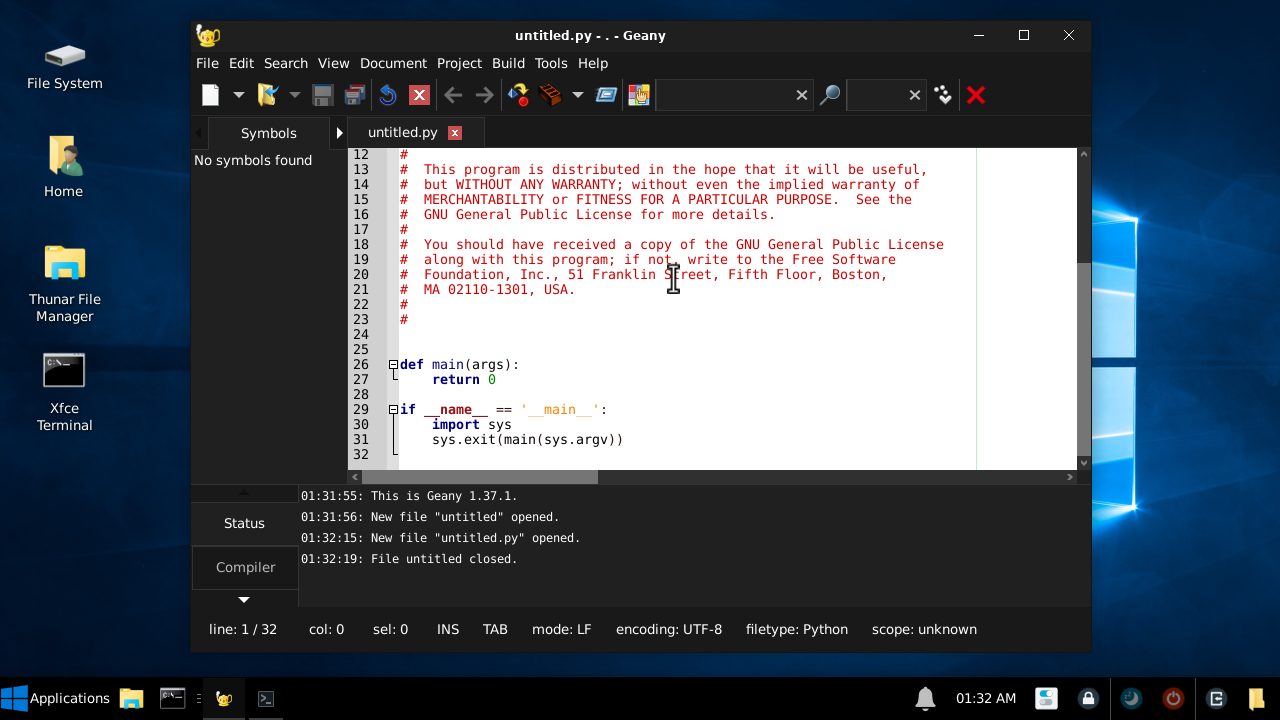 File System
Home
Thunar File
Manager
Xfce
Terminal
untitled.py - . - Geany
File Edit Search View Document Project Build Tools Help
Symbols
untitled.py
No symbols found
12 #
13 #  This program is distributed in the hope that it will be useful,
14 #  but WITHOUT ANY WARRANTY; without even the implied warranty of
15 #  MERCHANTABILITY or FITNESS FOR A PARTICULAR PURPOSE.  See the
16 #  GNU General Public License for more details.
17 #
18 #  You should have received a copy of the GNU General Public License
19 #  along with this program; if not, write to the Free Software
20 #  Foundation, Inc., 51 Franklin Street, Fifth Floor, Boston,
21 #  MA 02110-1301, USA.
22 #
23 #
24
25
26 def main(args):
27     return 0
28
29 if __name__ == '__main__':
30     import sys
31     sys.exit(main(sys.argv))
32
Status
Compiler
01:31:55: This is Geany 1.37.1.
01:31:56: New file "untitled" opened.
01:32:15: New file "untitled.py" opened.
01:32:19: File untitled closed.
line: 1 / 32 col: 0 sel: 0 INS TAB mode: LF encoding: UTF-8 filetype: Python scope: unknown
Applications 01:32 AM